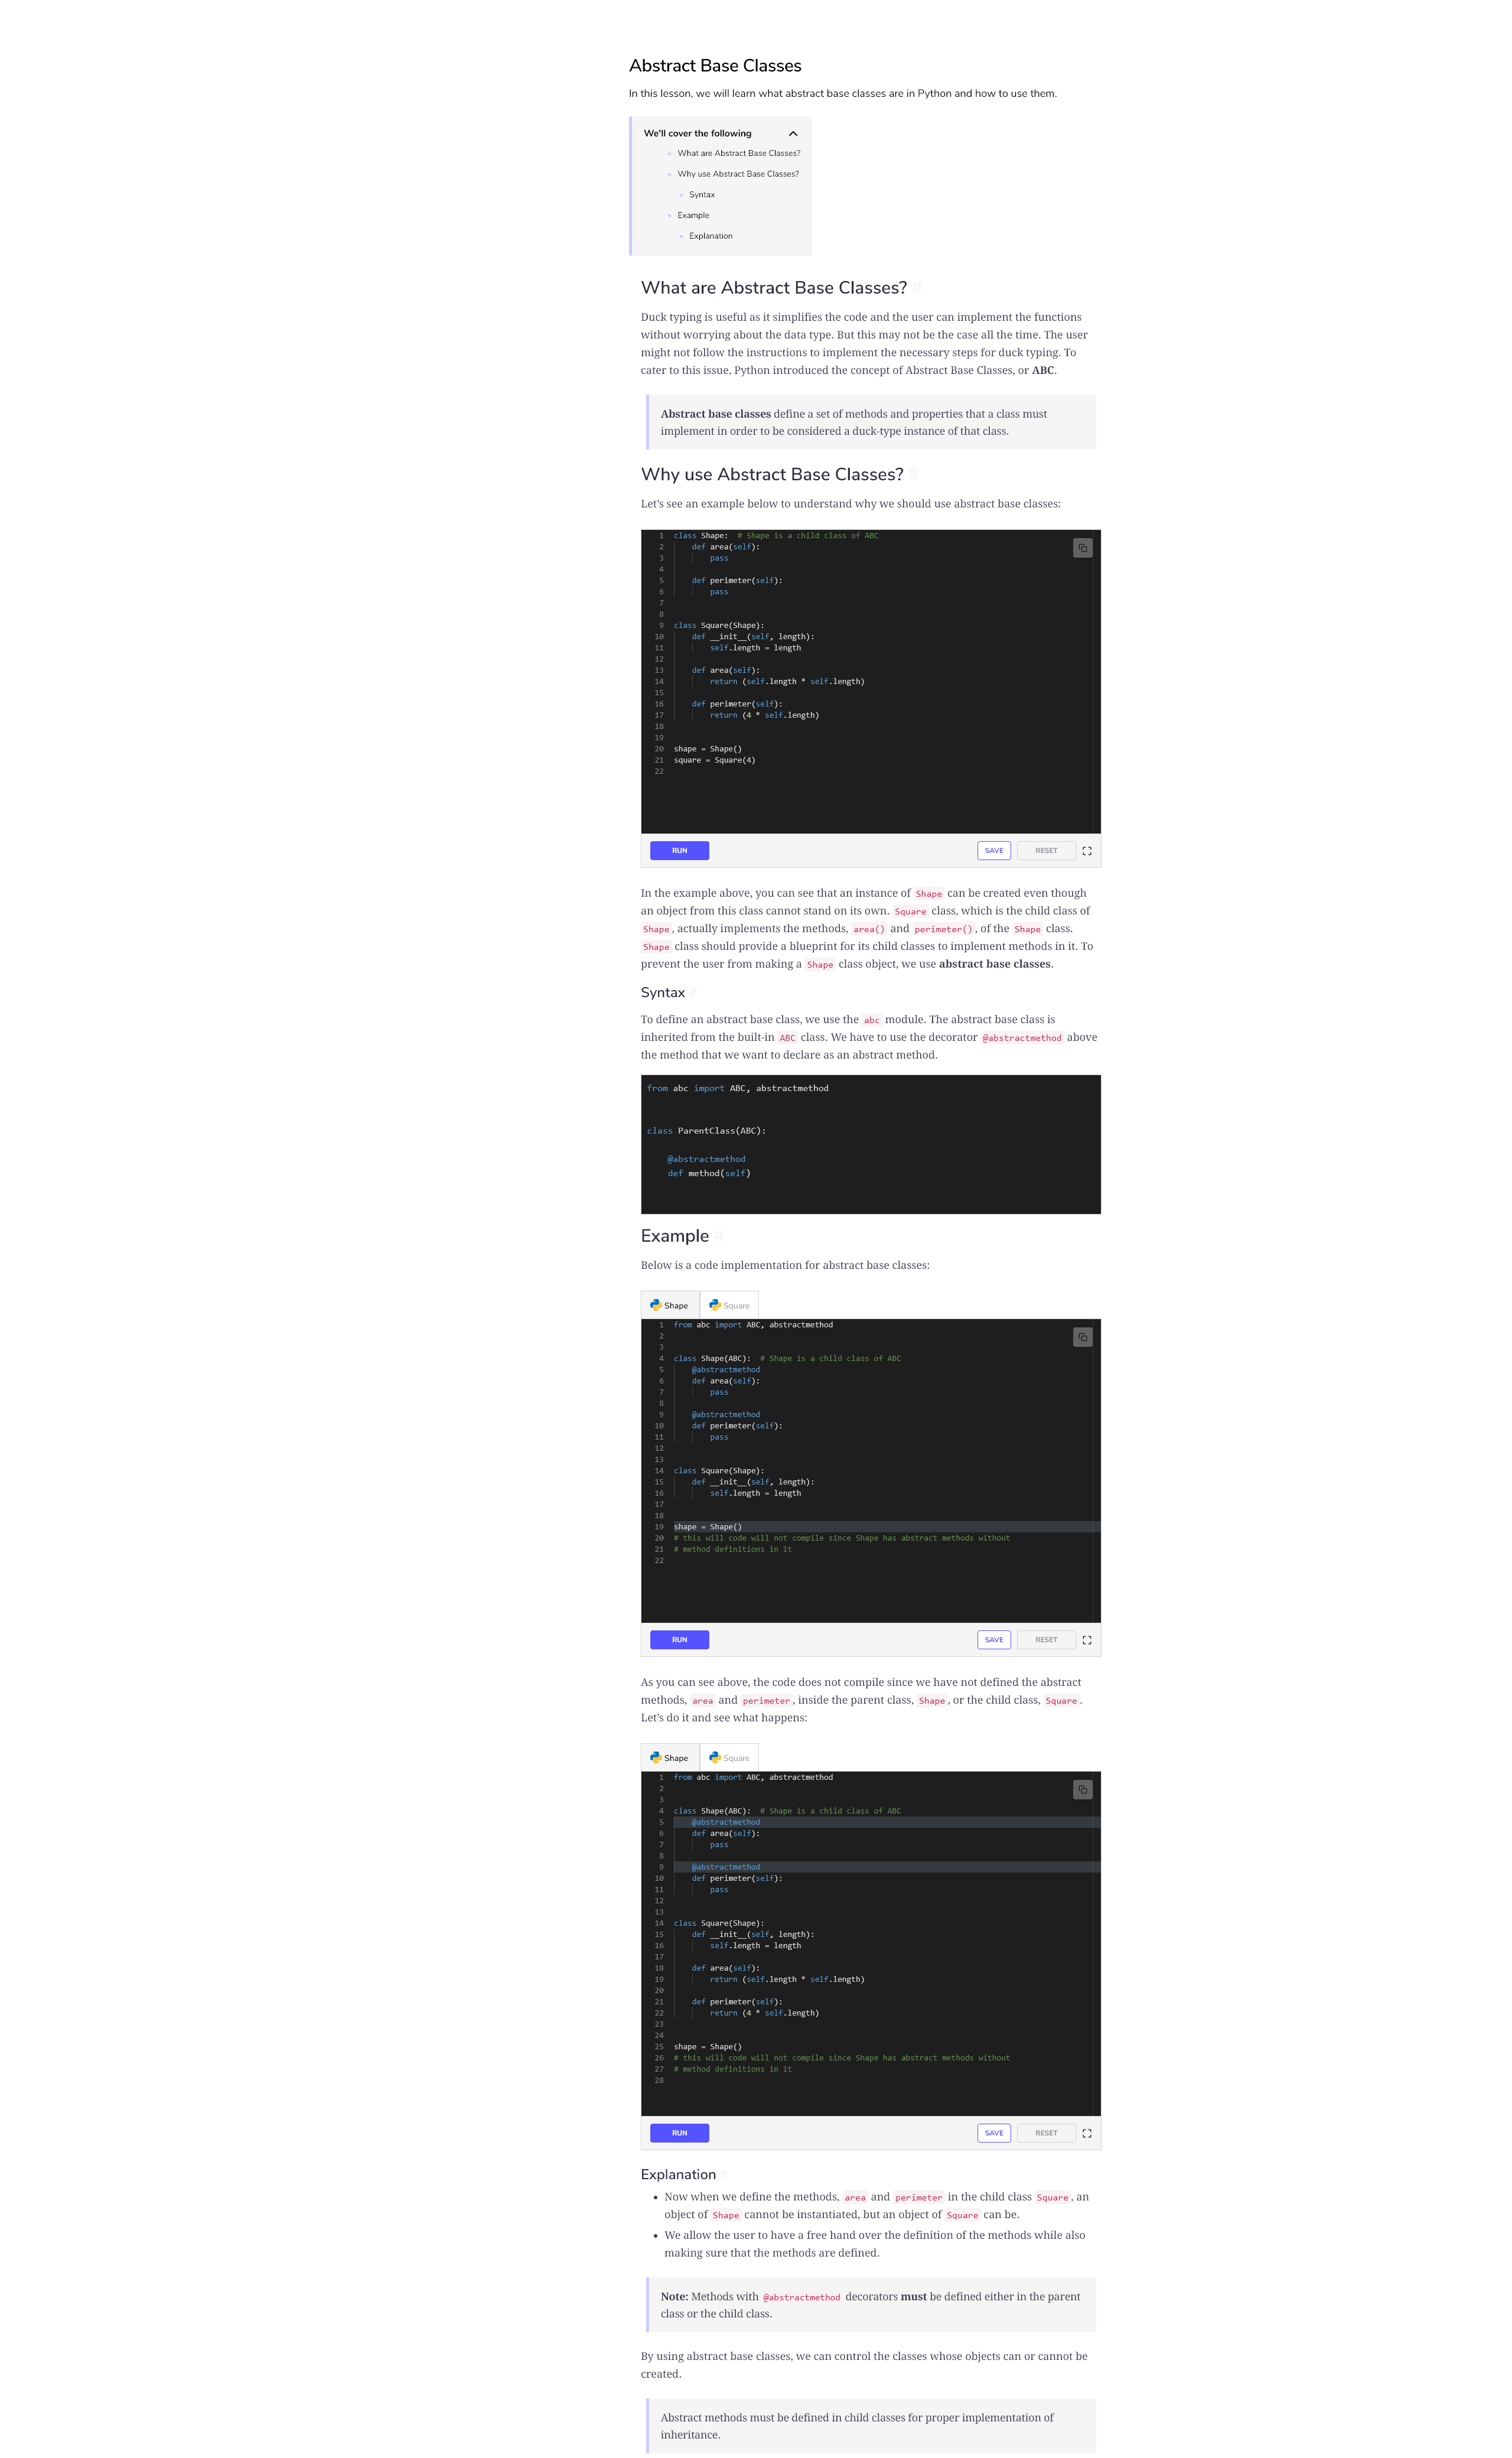 Abstract Base Classes
In this lesson, we will learn what abstract base classes are in Python and how to use them.
We'll cover the following
What are Abstract Base Classes?
Why use Abstract Base Classes?
Syntax
Example
Explanation
What are Abstract Base Classes? #
Duck typing is useful as it simplifies the code and the user can implement the functions
without worrying about the data type. But this may not be the case all the time. The user
might not follow the instructions to implement the necessary steps for duck typing. To
cater to this issue, Python introduced the concept of Abstract Base Classes, or ABC.
Abstract base classes define a set of methods and properties that a class must
implement in order to be considered a duck-type instance of that class.
Why use Abstract Base Classes? #
Let's see an example below to understand why we should use abstract base classes:
1 class Shape:  # Shape is a child class of ABC
2     def area(self):
3         pass
4
5     def perimeter(self):
6         pass
7
8
9 class Square(Shape):
10     def __init__(self, length):
11         self.length = length
12
13     def area(self):
14         return (self.length * self.length)
15
16     def perimeter(self):
17         return (4 * self.length)
18
19
20 shape = Shape()
21 square = Square(4)
22
RUN SAVE RESET
In the example above, you can see that an instance of Shape can be created even though
an object from this class cannot stand on its own. Square class, which is the child class of
Shape, actually implements the methods, area() and perimeter(), of the Shape class.
Shape class should provide a blueprint for its child classes to implement methods in it. To
prevent the user from making a Shape class object, we use abstract base classes.
Syntax #
To define an abstract base class, we use the abc module. The abstract base class is
inherited from the built-in ABC class. We have to use the decorator @abstractmethod above
the method that we want to declare as an abstract method.
from abc import ABC, abstractmethod
class ParentClass(ABC):
    @abstractmethod
    def method(self)
Example #
Below is a code implementation for abstract base classes:
Shape Square
1 from abc import ABC, abstractmethod
2
3
4 class Shape(ABC):  # Shape is a child class of ABC
5     @abstractmethod
6     def area(self):
7         pass
8
9     @abstractmethod
10     def perimeter(self):
11         pass
12
13
14 class Square(Shape):
15     def __init__(self, length):
16         self.length = length
17
18
19 shape = Shape()
20 # this will code will not compile since Shape has abstract methods without
21 # method definitions in it
22
RUN SAVE RESET
As you can see above, the code does not compile since we have not defined the abstract
methods, area and perimeter, inside the parent class, Shape, or the child class, Square.
Let's do it and see what happens:
Shape Square
1 from abc import ABC, abstractmethod
2
3
4 class Shape(ABC):  # Shape is a child class of ABC
5     @abstractmethod
6     def area(self):
7         pass
8
9     @abstractmethod
10     def perimeter(self):
11         pass
12
13
14 class Square(Shape):
15     def __init__(self, length):
16         self.length = length
17
18     def area(self):
19         return (self.length * self.length)
20
21     def perimeter(self):
22         return (4 * self.length)
23
24
25 shape = Shape()
26 # this will code will not compile since Shape has abstract methods without
27 # method definitions in it
28
RUN SAVE RESET
Explanation #
Now when we define the methods, area and perimeter in the child class Square, an
object of Shape cannot be instantiated, but an object of Square can be.
We allow the user to have a free hand over the definition of the methods while also
making sure that the methods are defined.
Note: Methods with @abstractmethod decorators must be defined either in the parent
class or the child class.
By using abstract base classes, we can control the classes whose objects can or cannot be
created.
Abstract methods must be defined in child classes for proper implementation of
inheritance.